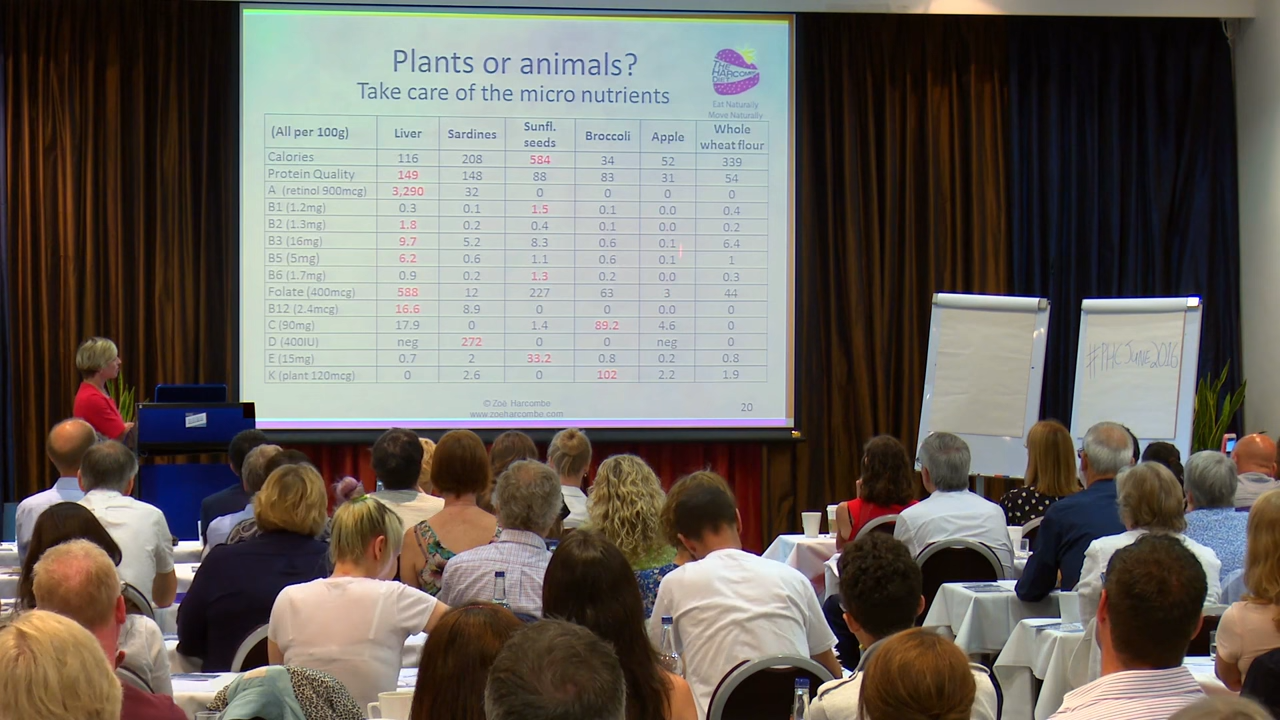 Plants or animals?
Take care of the micro nutrients
THE
HARCOMBE
DIET
Eat Naturally
Move Naturally
(All per 100g) Liver Sardines Sunfl. seeds Broccoli Apple Whole wheat flour
Calories 116 208 584 34 52 339
Protein Quality 149 148 88 83 31 54
A (retinol 900mcg) 3,290 32 0 0 0 0
B1 (1.2mg) 0.3 0.1 1.5 0.1 0.0 0.4
B2 (1.3mg) 1.8 0.2 0.4 0.1 0.0 0.2
B3 (16mg) 9.7 5.2 8.3 0.6 0.1 6.4
B5 (5mg) 6.2 0.6 1.1 0.6 0.1 1
B6 (1.7mg) 0.9 0.2 1.3 0.2 0.0 0.3
Folate (400mcg) 588 12 227 63 3 44
B12 (2.4mcg) 16.6 8.9 0 0 0.0 0
C (90mg) 17.9 0 1.4 89.2 4.6 0
D (400IU) neg 272 0 0 neg 0
E (15mg) 0.7 2 33.2 0.8 0.2 0.8
K (plant 120mcg) 0 2.6 0 102 2.2 1.9
© Zoë Harcombe
www.zoeharcombe.com
20
#PHCJUNE2016